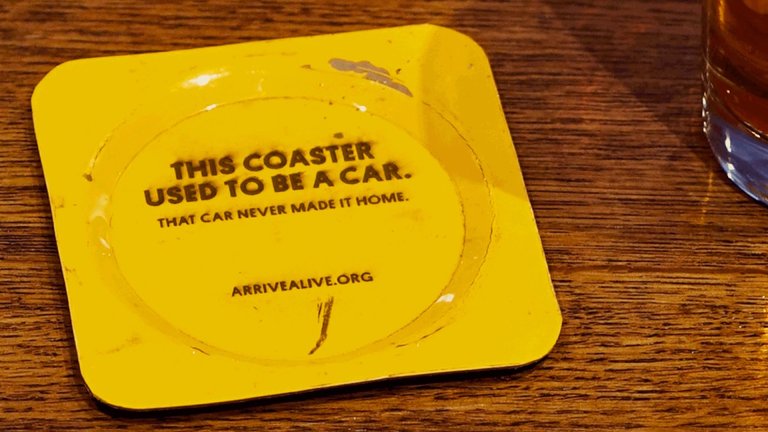 THIS COASTER
USED TO BE A CAR.
THAT CAR NEVER MADE IT HOME.
ARRIVEALIVE.ORG